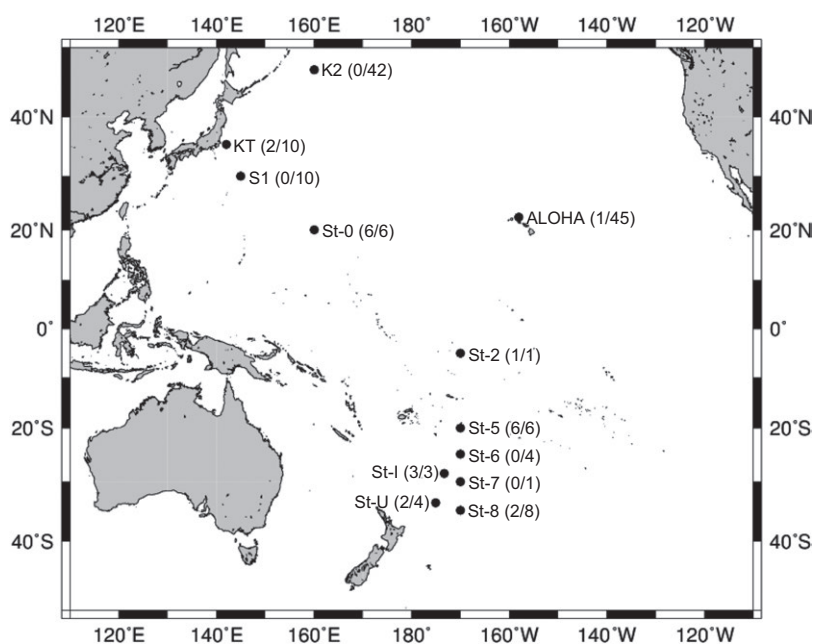 120°E 140°E 160°E 180° 160°W 140°W 120°W
K2 (0/42)
40°N 40°N
KT (2/10)
S1 (0/10)
ALOHA (1/45)
20°N St-0 (6/6) 20°N
0° 0°
St-2 (1/1)
20°S St-5 (6/6) 20°S
St-6 (0/4)
St-I (3/3)
St-7 (0/1)
St-U (2/4)
St-8 (2/8)
40°S 40°S
120°E 140°E 160°E 180° 160°W 140°W 120°W